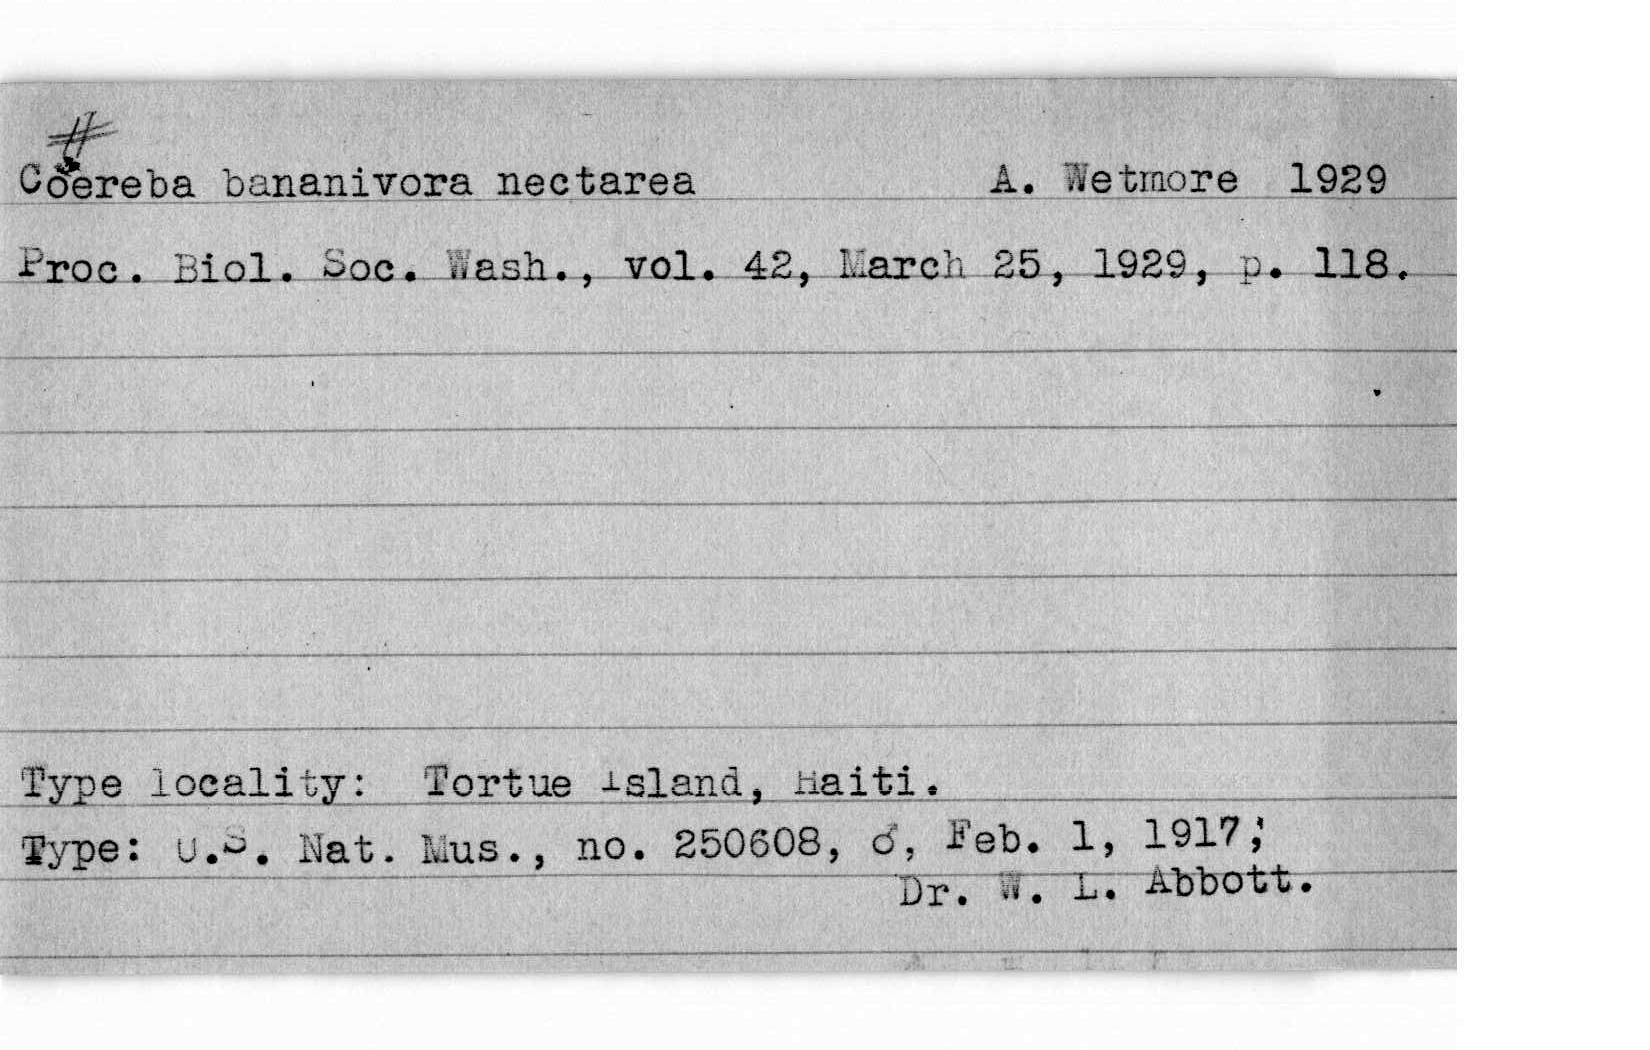 #
Coereba bananivora nectarea A. Wetmore 1929
Proc. Biol. Soc. Wash., vol. 42, March 25, 1929, p. 118.
Type locality: Tortue Island, Haiti.
Type: U.S. Nat. Mus., no. 250608, ♂, Feb. 1, 1917;
Dr. W. L. Abbott.